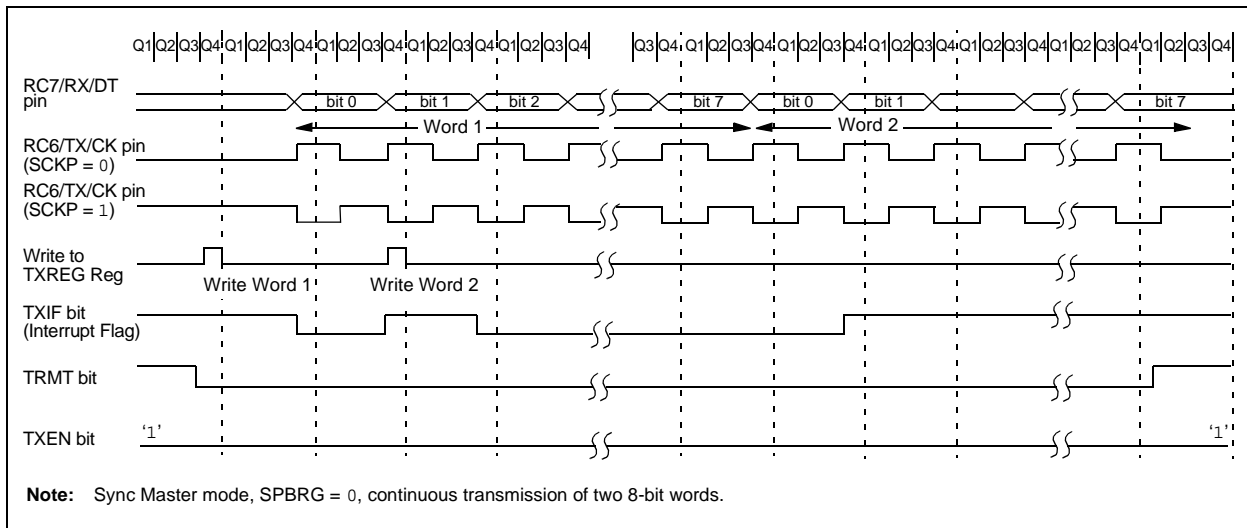 Q1 Q2 Q3 Q4 Q1 Q2 Q3 Q4 Q1 Q2 Q3 Q4 Q1 Q2 Q3 Q4 Q1 Q2 Q3 Q4 Q3 Q4 Q1 Q2 Q3 Q4 Q1 Q2 Q3 Q4 Q1 Q2 Q3 Q4 Q1 Q2 Q3 Q4 Q1 Q2 Q3 Q4 Q1 Q2 Q3 Q4
RC7/RX/DT
pin
bit 0 bit 1 bit 2 bit 7 bit 0 bit 1 bit 7
Word 1 Word 2
RC6/TX/CK pin
(SCKP = 0)
RC6/TX/CK pin
(SCKP = 1)
Write to
TXREG Reg
Write Word 1 Write Word 2
TXIF bit
(Interrupt Flag)
TRMT bit
TXEN bit
‘1’ ‘1’
Note: Sync Master mode, SPBRG = 0, continuous transmission of two 8-bit words.